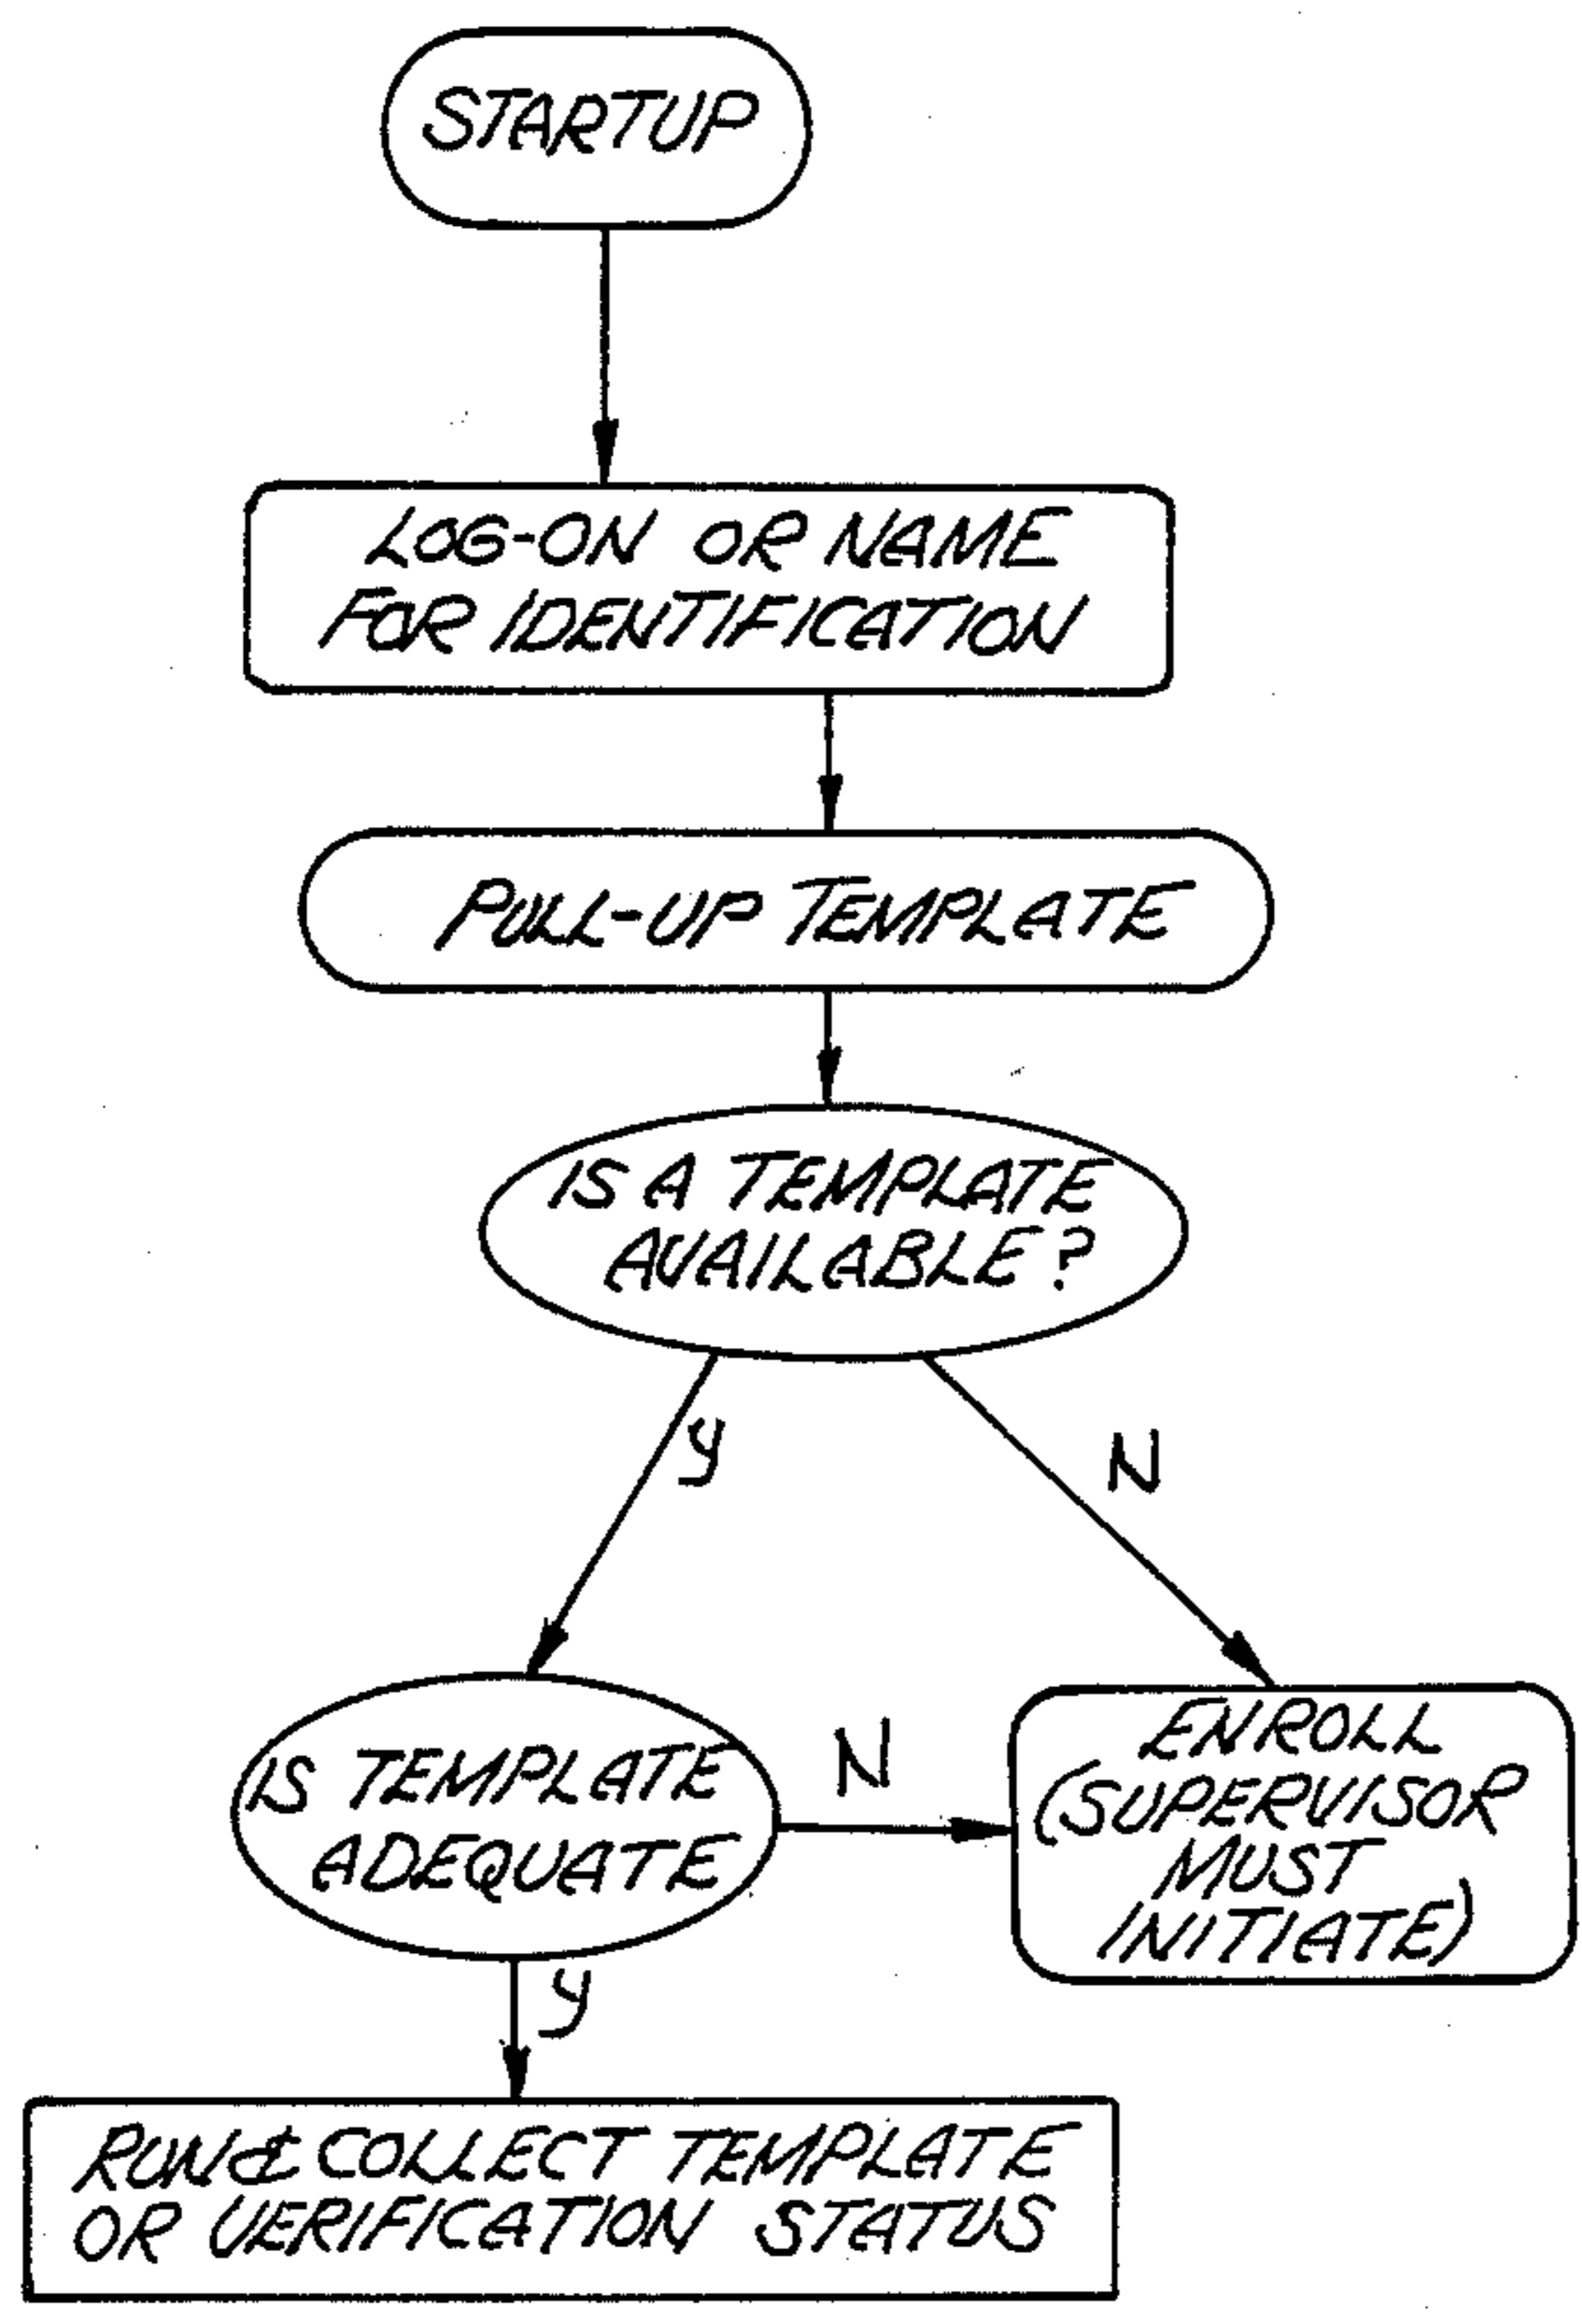 STARTUP
LOG-ON OR NAME
FOR IDENTIFICATION
PULL-UP TEMPLATE
IS A TEMPLATE
AVAILABLE?
Y
N
IS TEMPLATE
ADEQUATE
N
ENROLL
(SUPERVISOR
MUST
INITIATE)
Y
RUN & COLLECT TEMPLATE
OR VERIFICATION STATUS